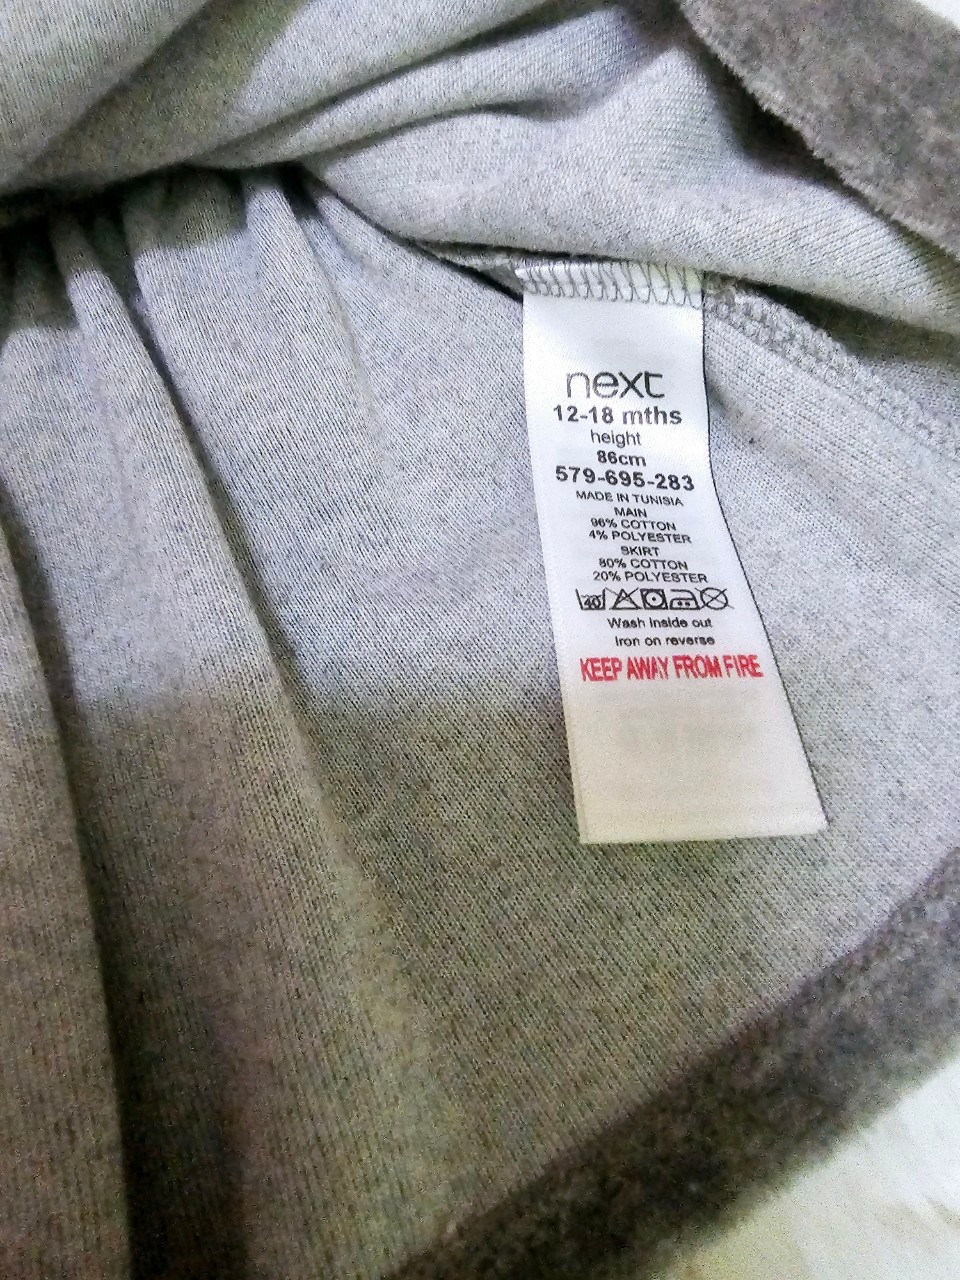 next
12-18 mths
height
86cm
579-695-283
MADE IN TUNISIA
MAIN
96% COTTON
4% POLYESTER
SKIRT
80% COTTON
20% POLYESTER
40
Wash inside out
Iron on reverse
KEEP AWAY FROM FIRE